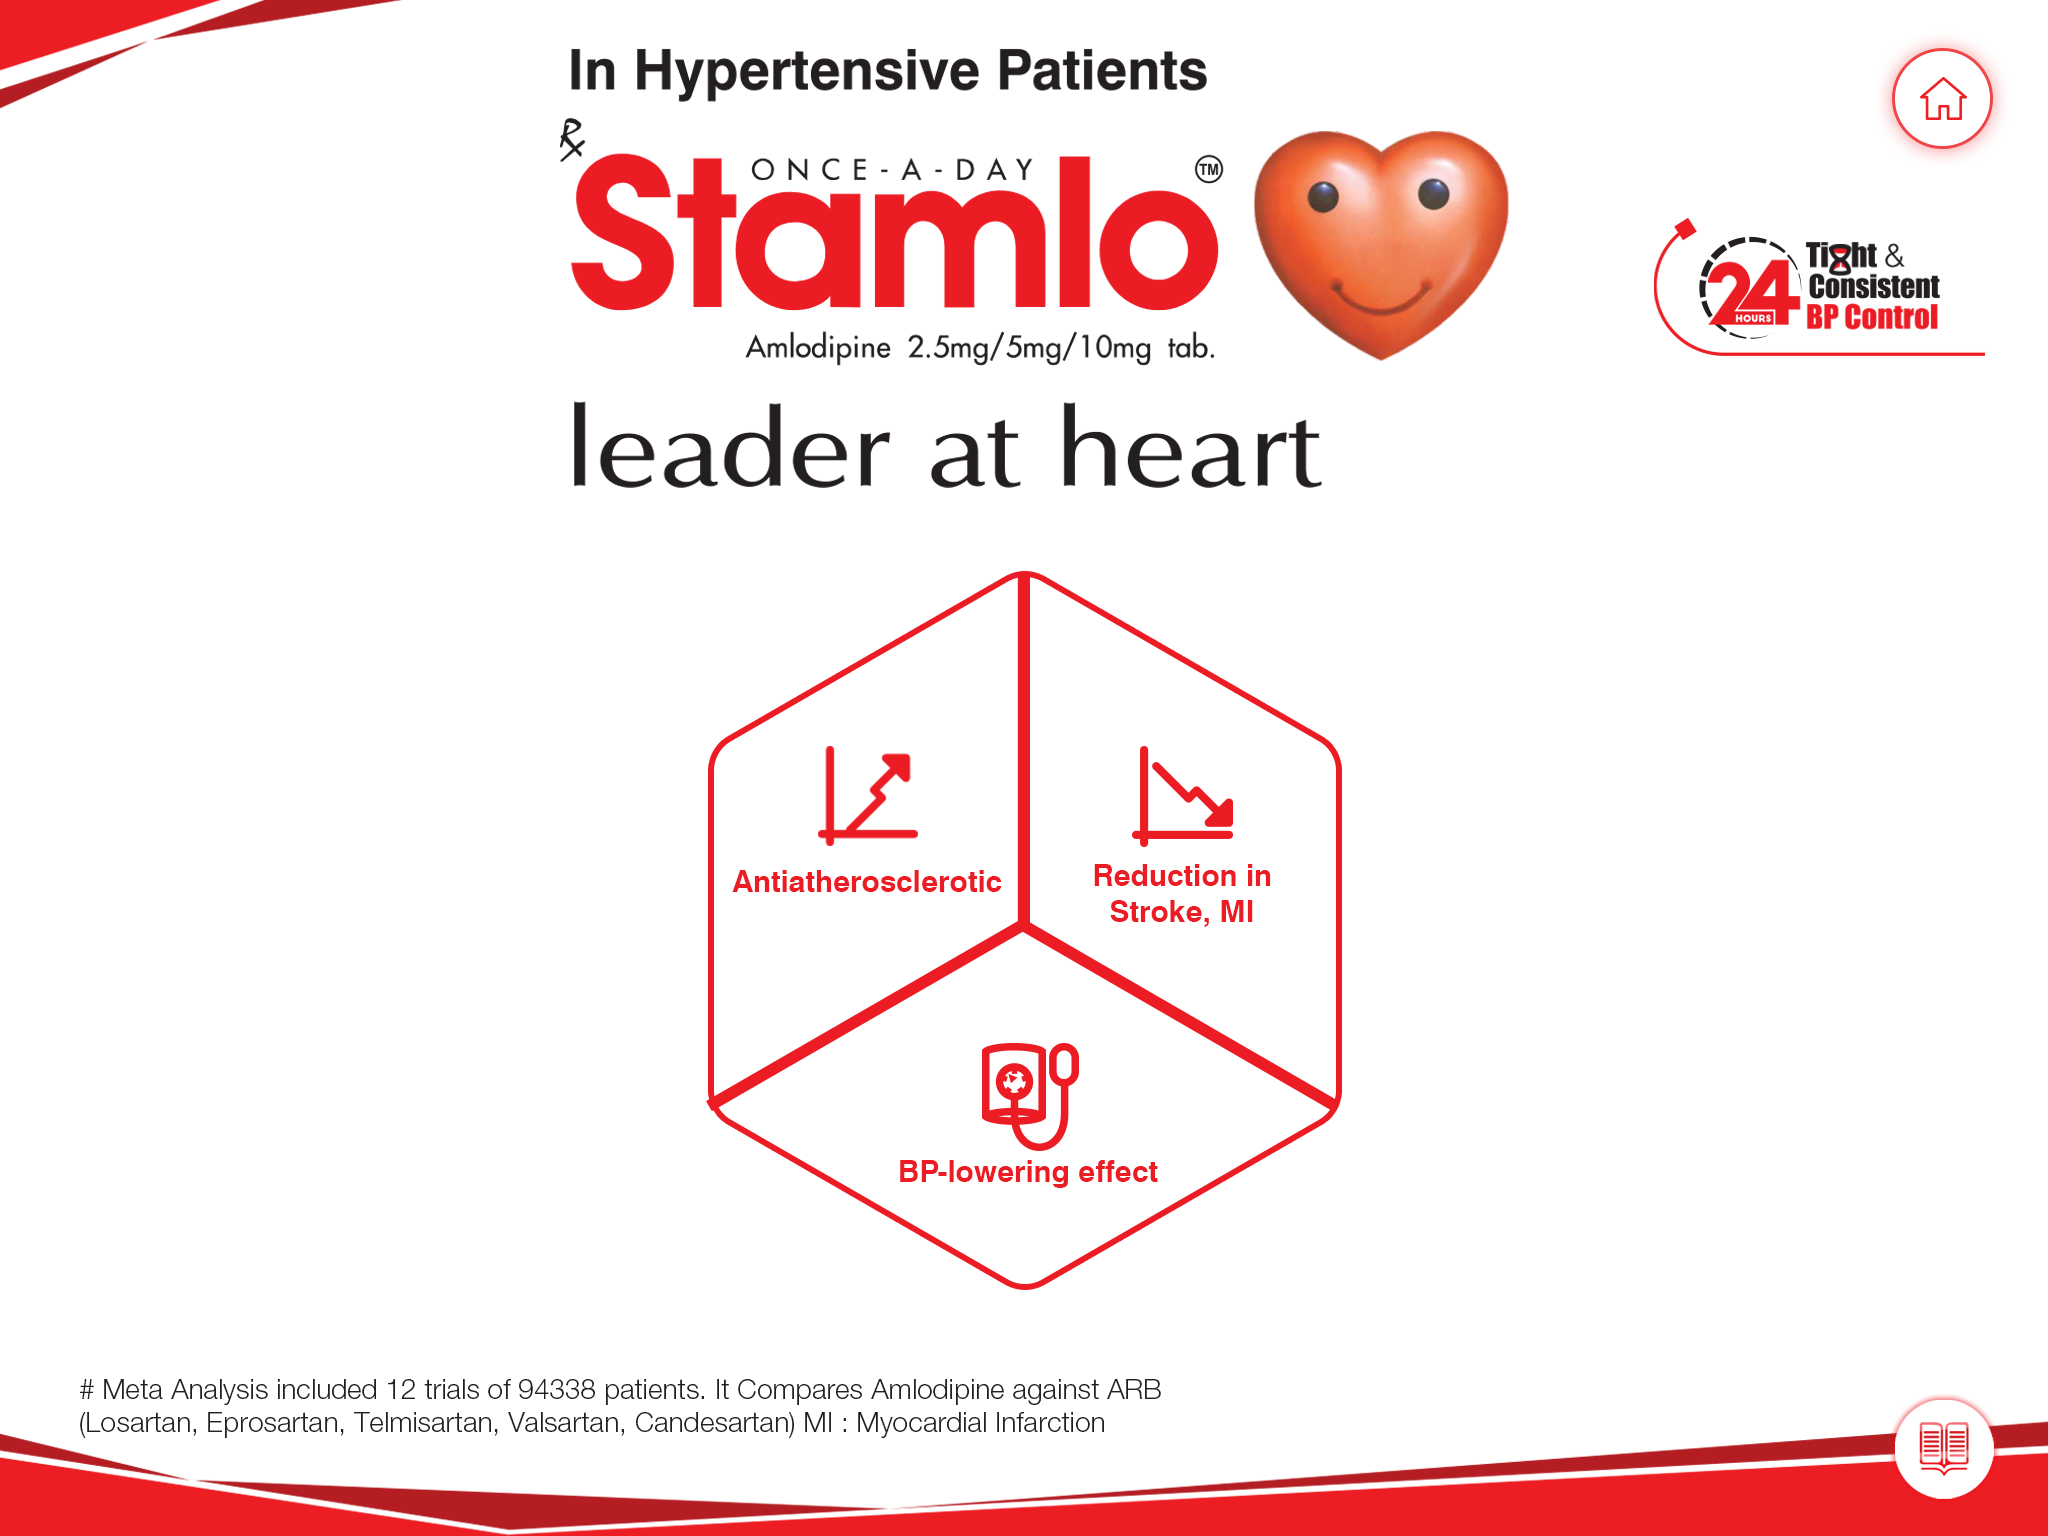 In Hypertensive Patients
℞
ONCE-A-DAY
Stamlo™
Amlodipine 2.5mg/5mg/10mg tab.
leader at heart
24 HOURS
Tight &
Consistent
BP Control
Antiatherosclerotic
Reduction in
Stroke, MI
BP-lowering effect
# Meta Analysis included 12 trials of 94338 patients. It Compares Amlodipine against ARB
(Losartan, Eprosartan, Telmisartan, Valsartan, Candesartan) MI : Myocardial Infarction